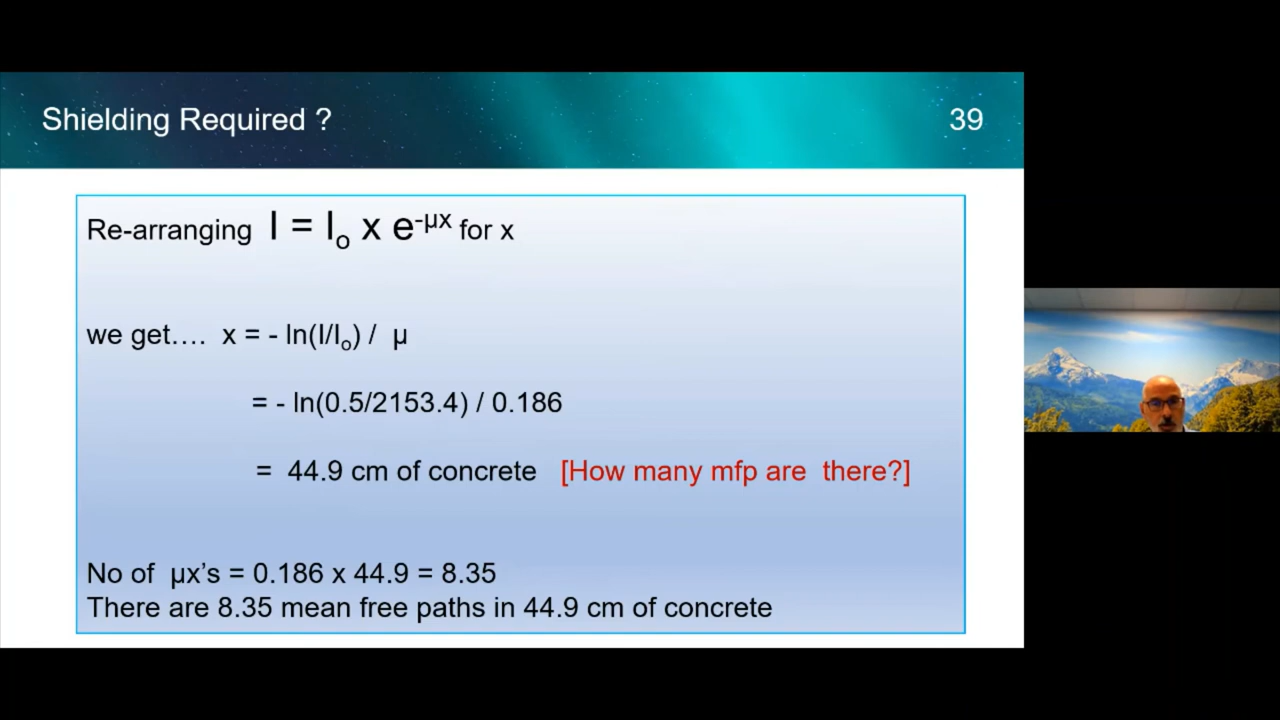 Shielding Required ?
39
Re-arranging I = Io x e-µx for x
we get…. x = - ln(I/Io) / µ
= - ln(0.5/2153.4) / 0.186
= 44.9 cm of concrete [How many mfp are there?]
No of µx’s = 0.186 x 44.9 = 8.35
There are 8.35 mean free paths in 44.9 cm of concrete